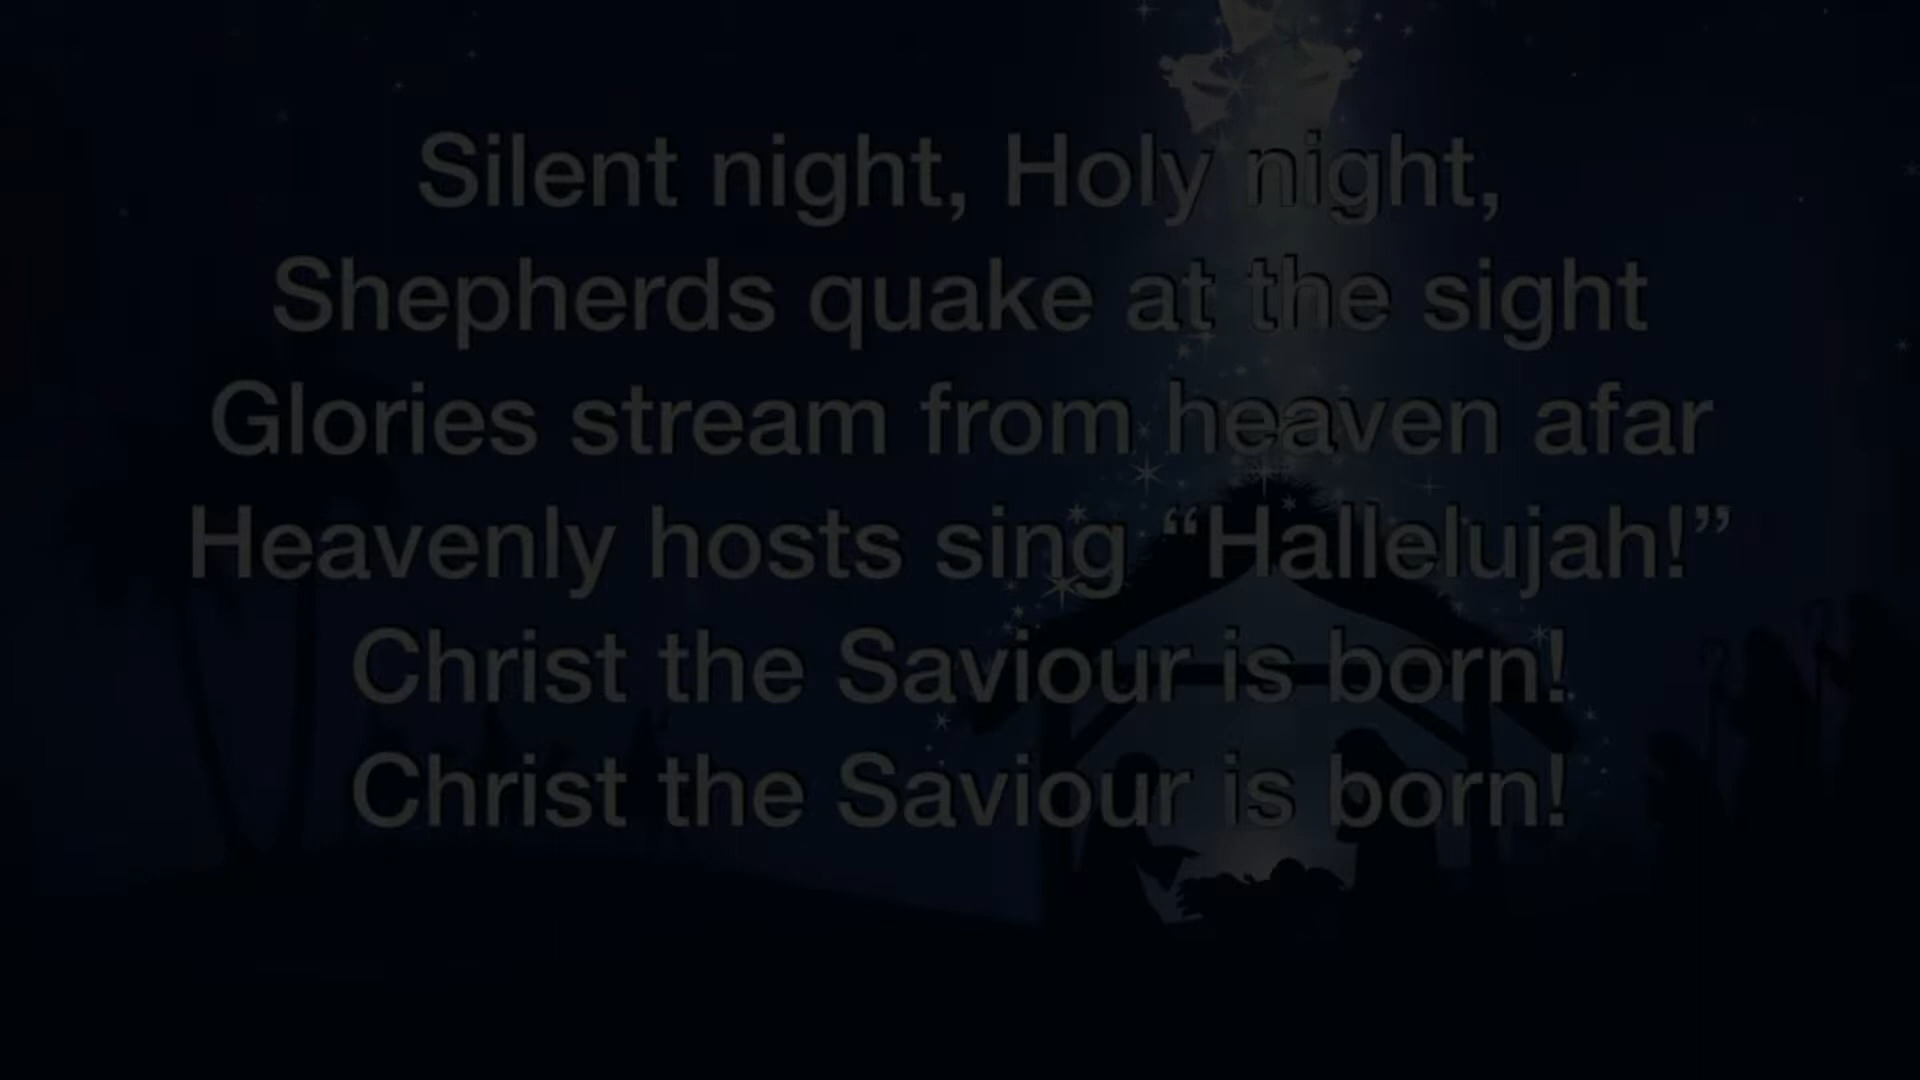 Silent night, Holy night,
Shepherds quake at the sight
Glories stream from heaven afar
Heavenly hosts sing “Hallelujah!”
Christ the Saviour is born!
Christ the Saviour is born!